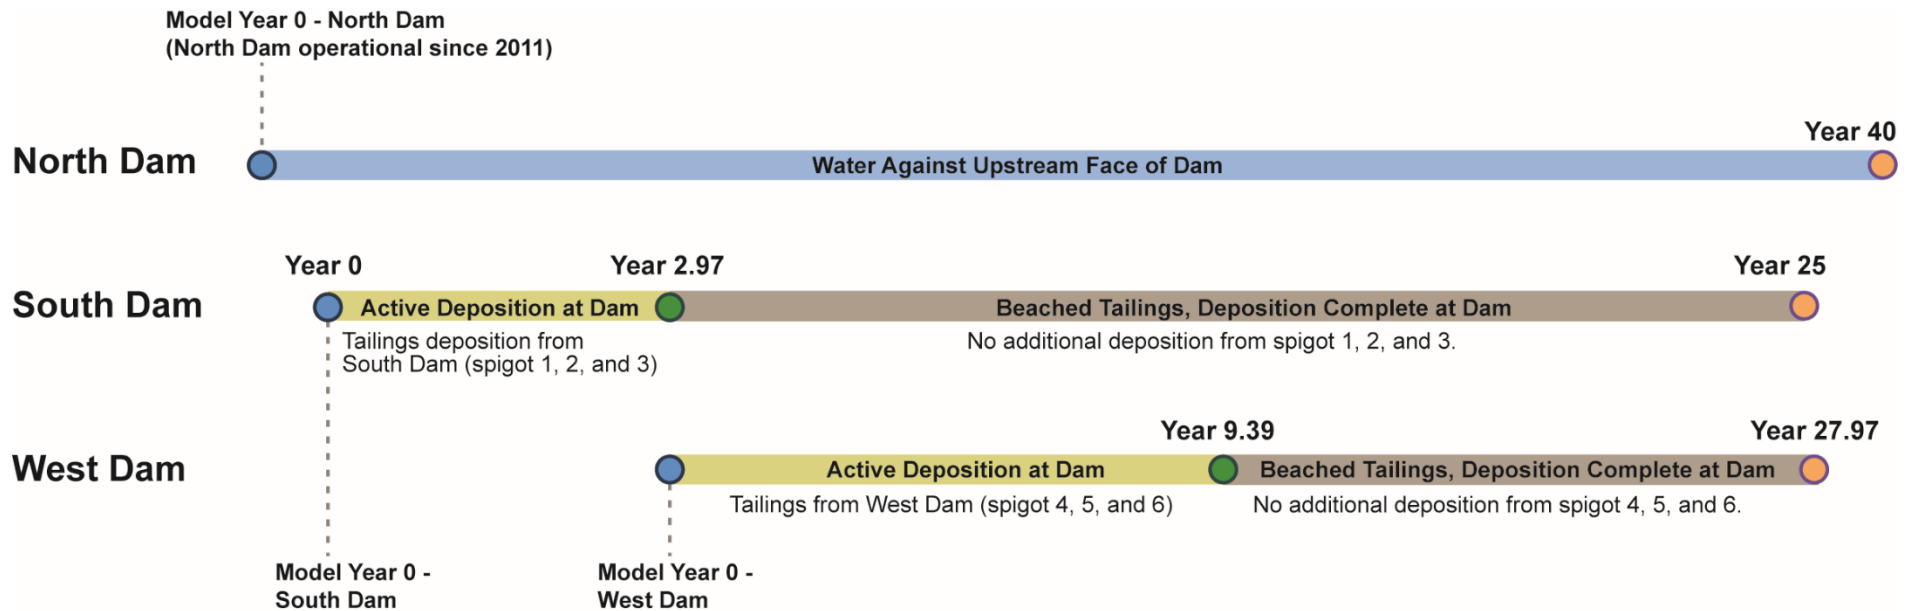 Model Year 0 - North Dam
(North Dam operational since 2011)
Year 40
North Dam
Water Against Upstream Face of Dam
Year 0
Year 2.97
Year 25
South Dam
Active Deposition at Dam
Beached Tailings, Deposition Complete at Dam
Tailings deposition from
South Dam (spigot 1, 2, and 3)
No additional deposition from spigot 1, 2, and 3.
Year 9.39
Year 27.97
West Dam
Active Deposition at Dam
Beached Tailings, Deposition Complete at Dam
Tailings from West Dam (spigot 4, 5, and 6)
No additional deposition from spigot 4, 5, and 6.
Model Year 0 -
South Dam
Model Year 0 -
West Dam